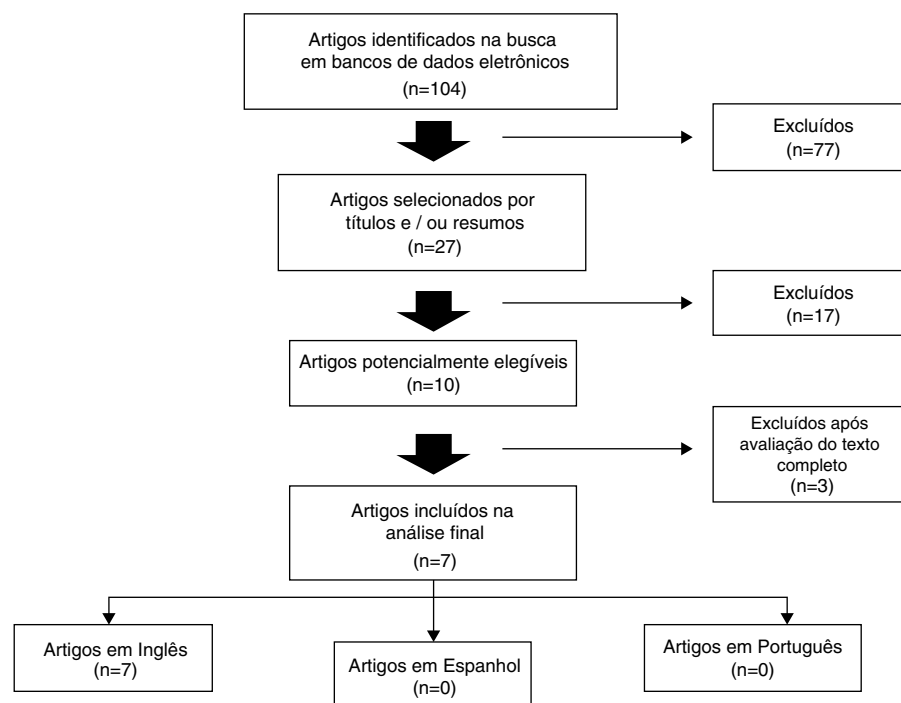 Artigos identificados na busca
em bancos de dados eletrônicos
(n=104)
Excluídos
(n=77)
Artigos selecionados por
títulos e / ou resumos
(n=27)
Excluídos
(n=17)
Artigos potencialmente elegíveis
(n=10)
Excluídos após
avaliação do texto
completo
(n=3)
Artigos incluídos na
análise final
(n=7)
Artigos em Inglês
(n=7)
Artigos em Espanhol
(n=0)
Artigos em Português
(n=0)